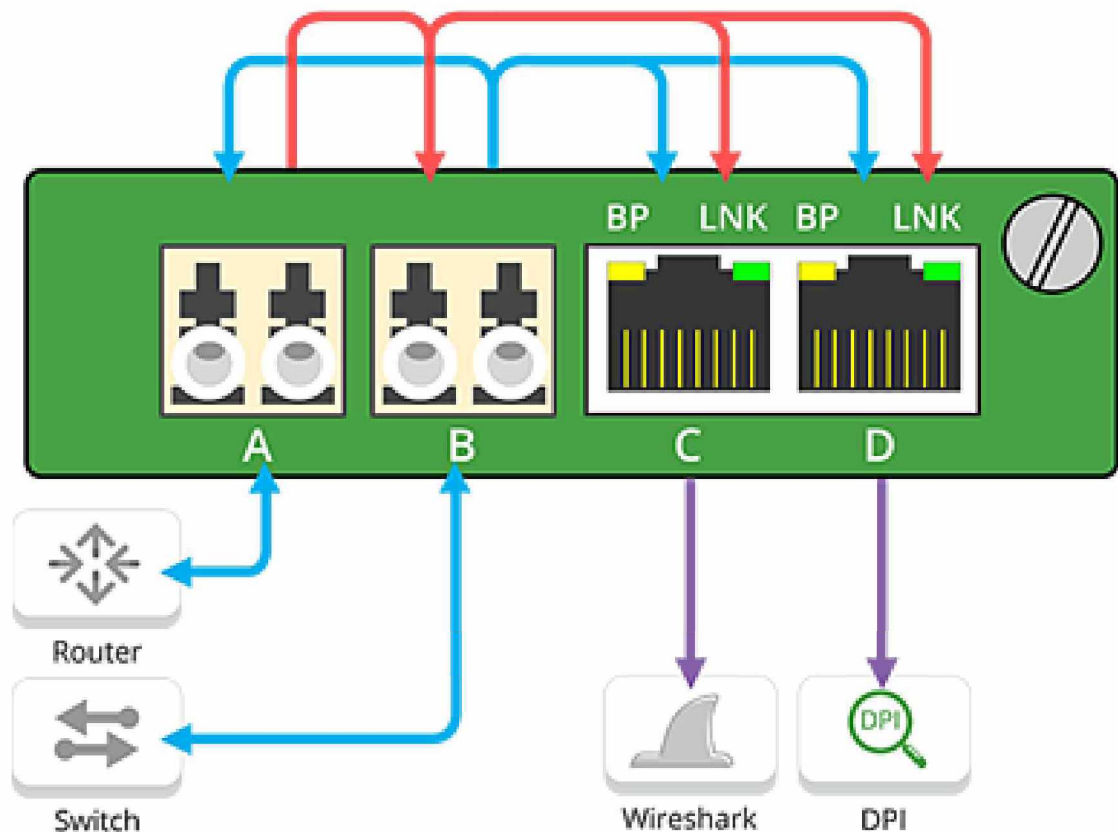 BP LNK BP LNK
A B C D
Router
Switch
Wireshark
DPI
DPI